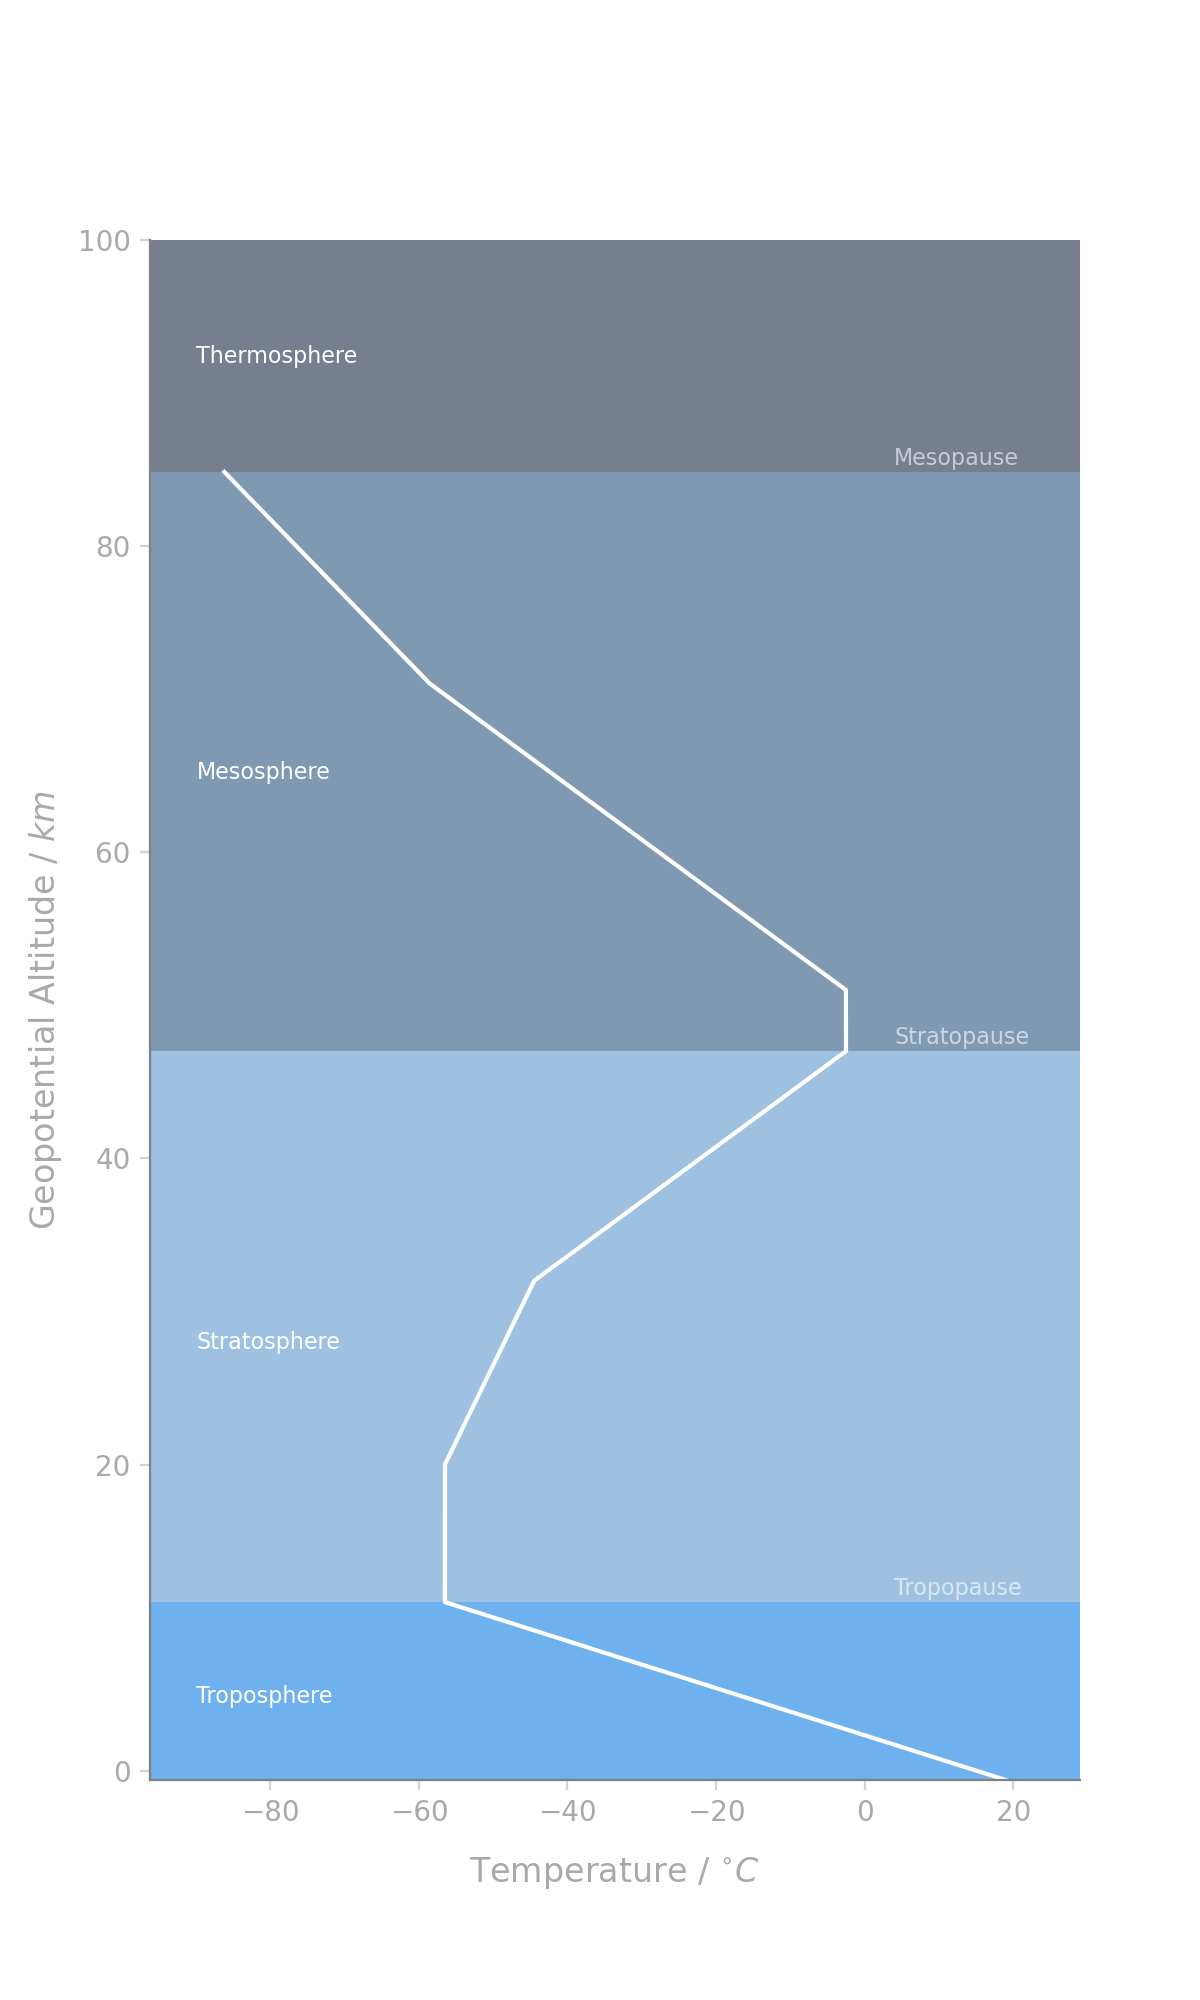 100
Thermosphere
Mesopause
80
Mesosphere
60
Stratopause
40
Stratosphere
20
Tropopause
Troposphere
0
−80 −60 −40 −20 0 20
Temperature / °C
Geopotential Altitude / km